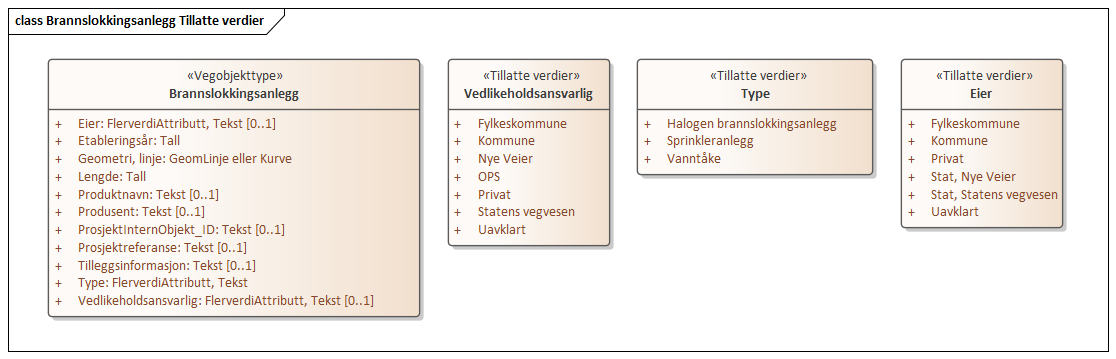 class Brannslokkingsanlegg Tillatte verdier
«Vegobjekttype»
Brannslokkingsanlegg
+ Eier: FlerverdiAttributt, Tekst [0..1]
+ Etableringsår: Tall
+ Geometri, linje: GeomLinje eller Kurve
+ Lengde: Tall
+ Produktnavn: Tekst [0..1]
+ Produsent: Tekst [0..1]
+ ProsjektInternObjekt_ID: Tekst [0..1]
+ Prosjektreferanse: Tekst [0..1]
+ Tilleggsinformasjon: Tekst [0..1]
+ Type: FlerverdiAttributt, Tekst
+ Vedlikeholdsansvarlig: FlerverdiAttributt, Tekst [0..1]
«Tillatte verdier»
Vedlikeholdsansvarlig
+ Fylkeskommune
+ Kommune
+ Nye Veier
+ OPS
+ Privat
+ Statens vegvesen
+ Uavklart
«Tillatte verdier»
Type
+ Halogen brannslokkingsanlegg
+ Sprinkleranlegg
+ Vanntåke
«Tillatte verdier»
Eier
+ Fylkeskommune
+ Kommune
+ Privat
+ Stat, Nye Veier
+ Stat, Statens vegvesen
+ Uavklart